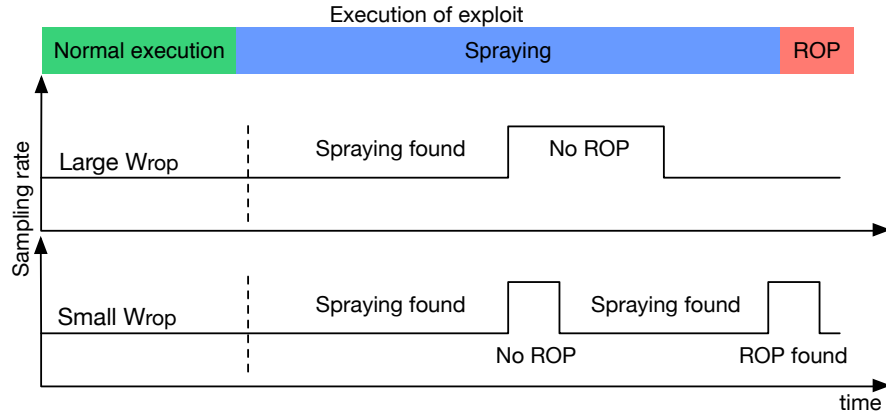 Execution of exploit
Normal execution
Spraying
ROP
Sampling rate
Large Wrop
Spraying found
No ROP
Small Wrop
Spraying found
No ROP
Spraying found
ROP found
time